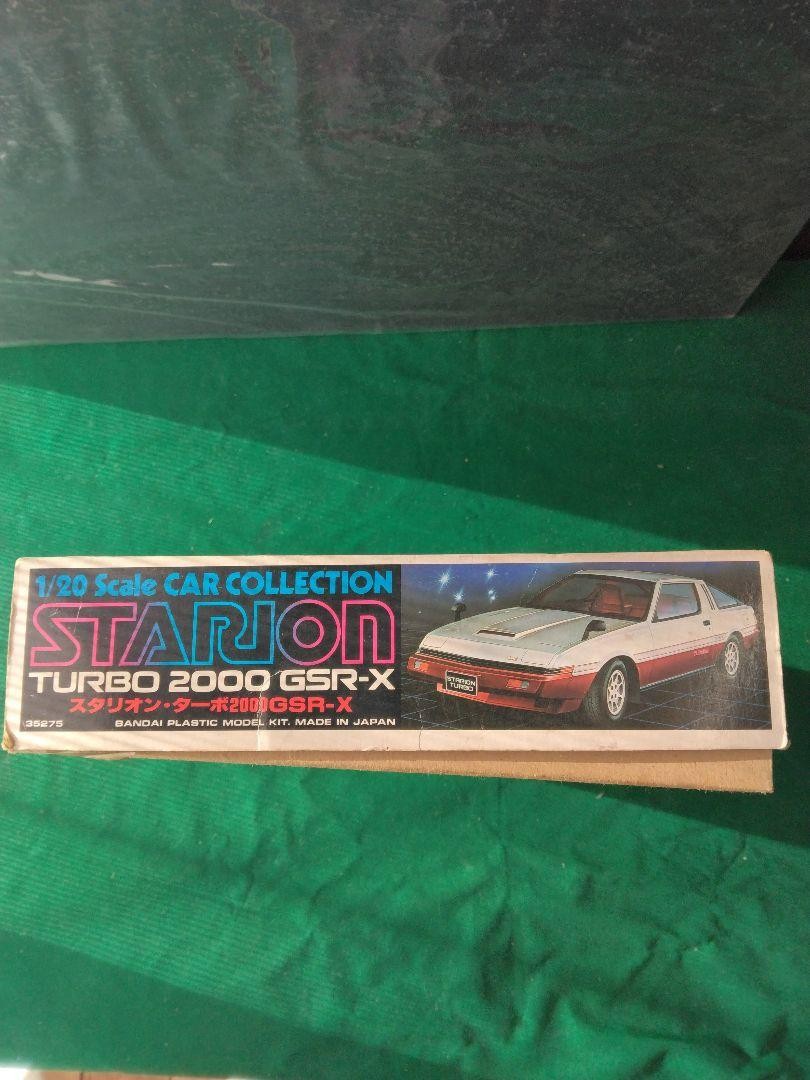 1/20 Scale CAR COLLECTION
STARION
TURBO 2000 GSR-X
スタリオン・ターボ2000GSR-X
35275
BANDAI PLASTIC MODEL KIT. MADE IN JAPAN
STARION
TURBO